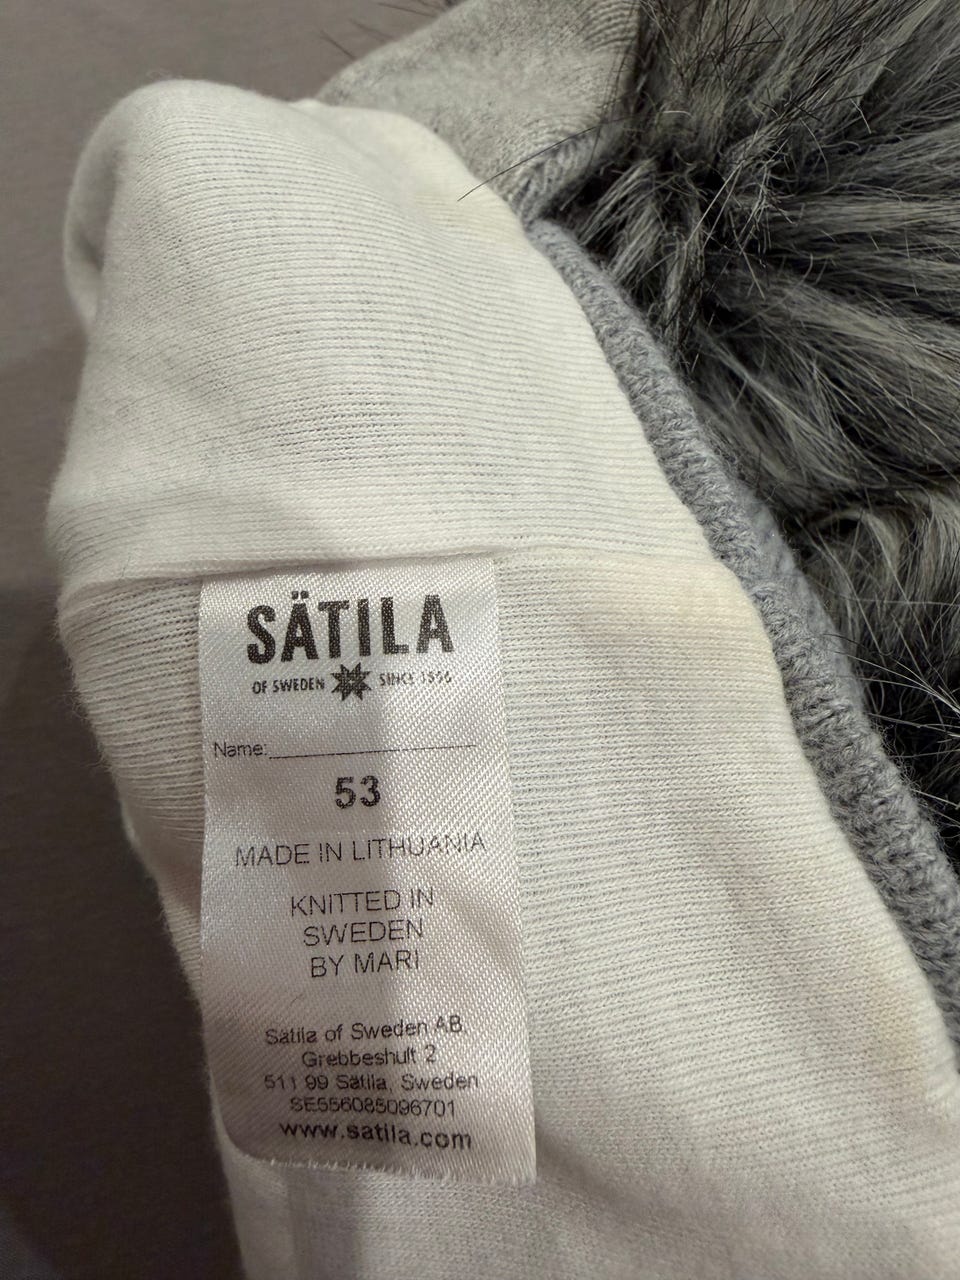 SÄTILA
OF SWEDEN SINCE 1896
Name:
53
MADE IN LITHUANIA
KNITTED IN
SWEDEN
BY MARI
Sätila of Sweden AB,
Grebbeshult 2
511 99 Sätila, Sweden
SE556085096701
www.satila.com